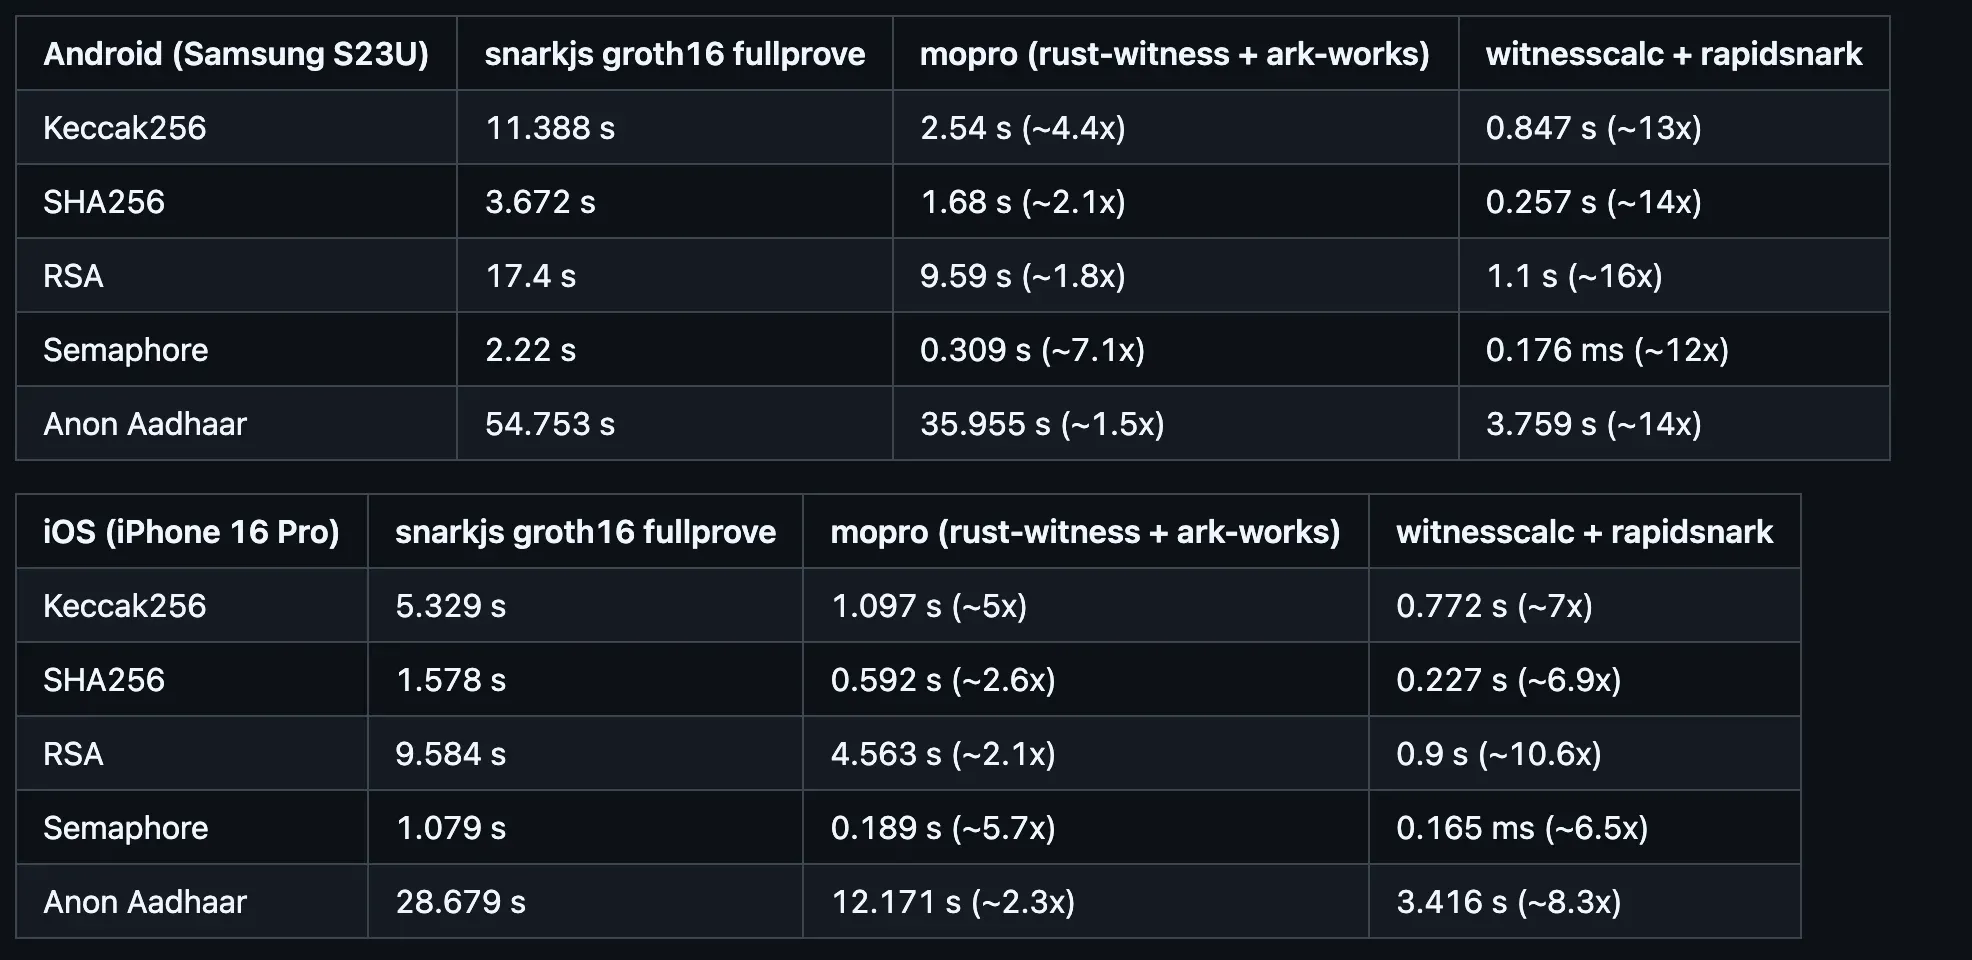 Android (Samsung S23U) snarkjs groth16 fullprove mopro (rust-witness + ark-works) witnesscalc + rapidsnark
Keccak256 11.388 s 2.54 s (~4.4x) 0.847 s (~13x)
SHA256 3.672 s 1.68 s (~2.1x) 0.257 s (~14x)
RSA 17.4 s 9.59 s (~1.8x) 1.1 s (~16x)
Semaphore 2.22 s 0.309 s (~7.1x) 0.176 ms (~12x)
Anon Aadhaar 54.753 s 35.955 s (~1.5x) 3.759 s (~14x)
iOS (iPhone 16 Pro) snarkjs groth16 fullprove mopro (rust-witness + ark-works) witnesscalc + rapidsnark
Keccak256 5.329 s 1.097 s (~5x) 0.772 s (~7x)
SHA256 1.578 s 0.592 s (~2.6x) 0.227 s (~6.9x)
RSA 9.584 s 4.563 s (~2.1x) 0.9 s (~10.6x)
Semaphore 1.079 s 0.189 s (~5.7x) 0.165 ms (~6.5x)
Anon Aadhaar 28.679 s 12.171 s (~2.3x) 3.416 s (~8.3x)